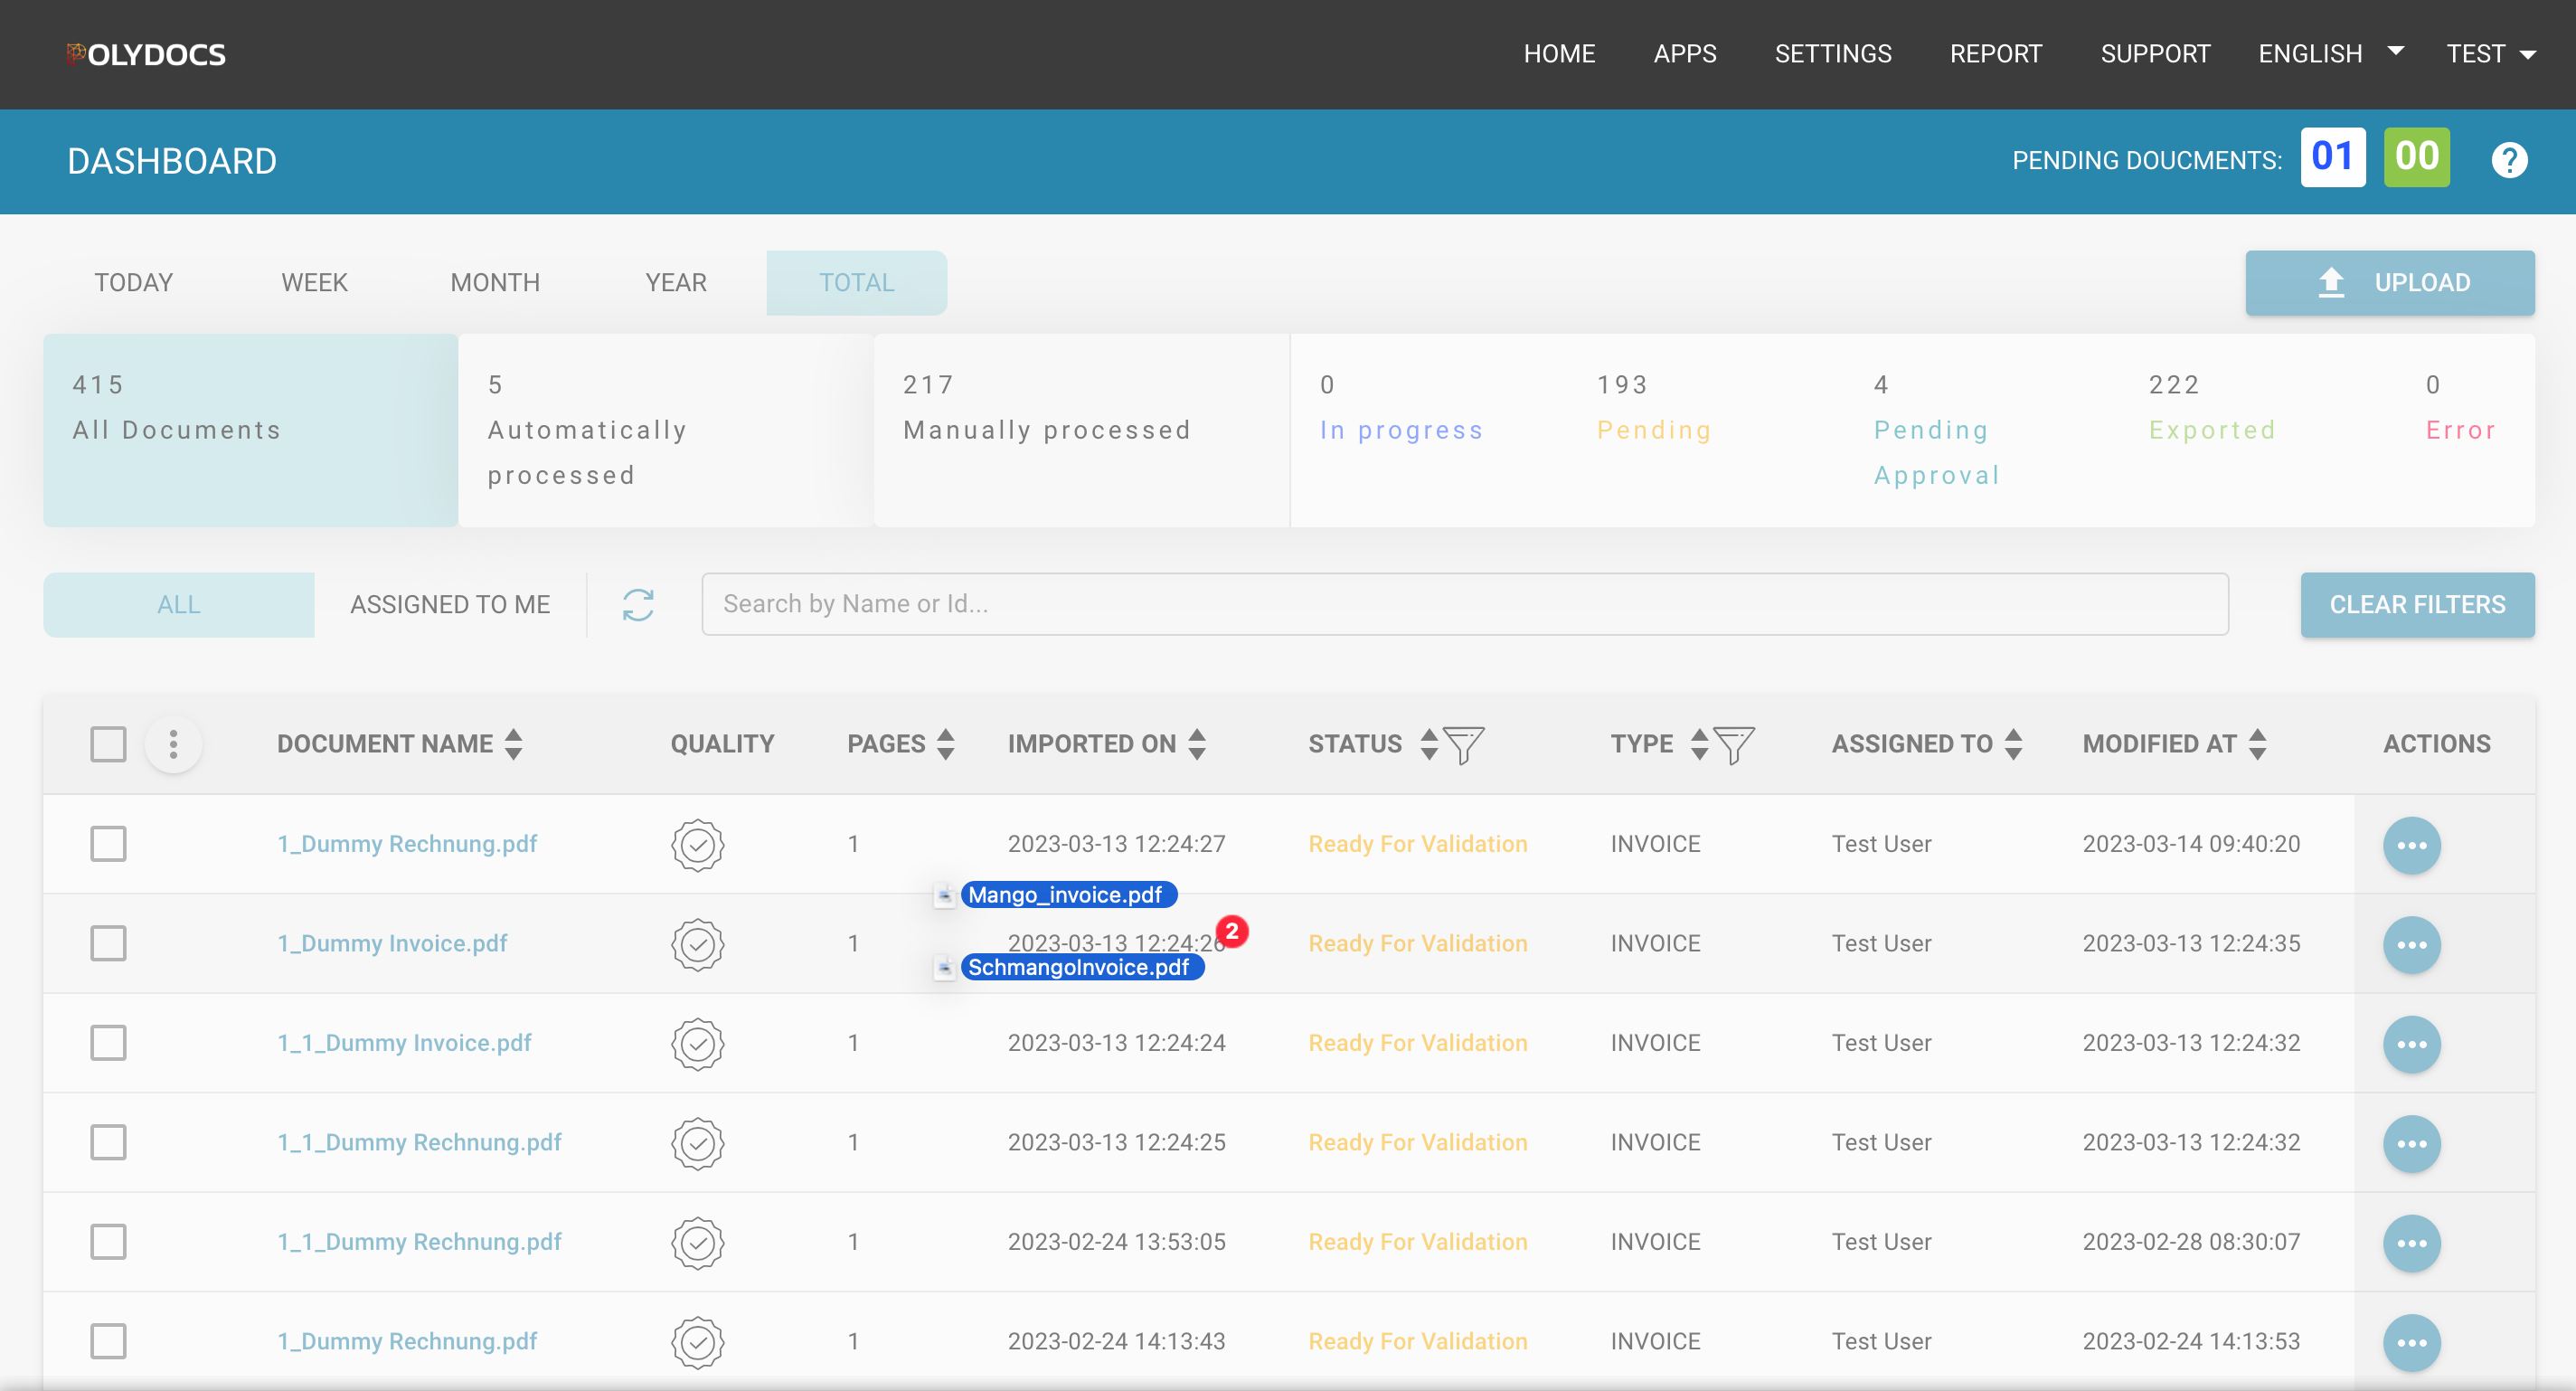 POLYDOCS
HOME APPS SETTINGS REPORT SUPPORT ENGLISH TEST
DASHBOARD
PENDING DOUCMENTS: 01 00 ?
TODAY WEEK MONTH YEAR TOTAL
UPLOAD
415 5 217 0 193 4 222 0
All Documents Automatically Manually processed In progress Pending Pending Exported Error
processed Approval
ALL ASSIGNED TO ME Search by Name or Id... CLEAR FILTERS
DOCUMENT NAME QUALITY PAGES IMPORTED ON STATUS TYPE ASSIGNED TO MODIFIED AT ACTIONS
1_Dummy Rechnung.pdf 1 2023-03-13 12:24:27 Ready For Validation INVOICE Test User 2023-03-14 09:40:20
Mango_invoice.pdf
2
1_Dummy Invoice.pdf 1 2023-03-13 12:24:26 Ready For Validation INVOICE Test User 2023-03-13 12:24:35
SchmangoInvoice.pdf
1_1_Dummy Invoice.pdf 1 2023-03-13 12:24:24 Ready For Validation INVOICE Test User 2023-03-13 12:24:32
1_1_Dummy Rechnung.pdf 1 2023-03-13 12:24:25 Ready For Validation INVOICE Test User 2023-03-13 12:24:32
1_1_Dummy Rechnung.pdf 1 2023-02-24 13:53:05 Ready For Validation INVOICE Test User 2023-02-28 08:30:07
1_Dummy Rechnung.pdf 1 2023-02-24 14:13:43 Ready For Validation INVOICE Test User 2023-02-24 14:13:53